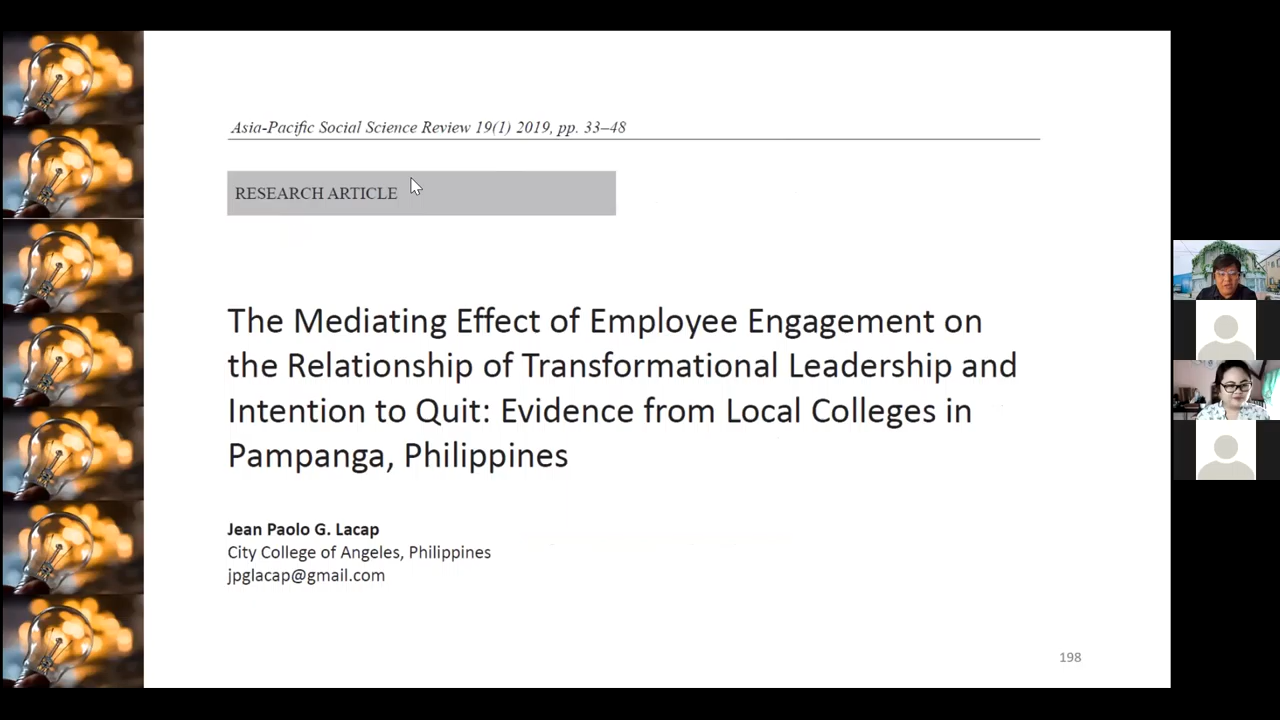 Asia-Pacific Social Science Review 19(1) 2019, pp. 33–48
RESEARCH ARTICLE
The Mediating Effect of Employee Engagement on
the Relationship of Transformational Leadership and
Intention to Quit: Evidence from Local Colleges in
Pampanga, Philippines
Jean Paolo G. Lacap
City College of Angeles, Philippines
jpglacap@gmail.com
198